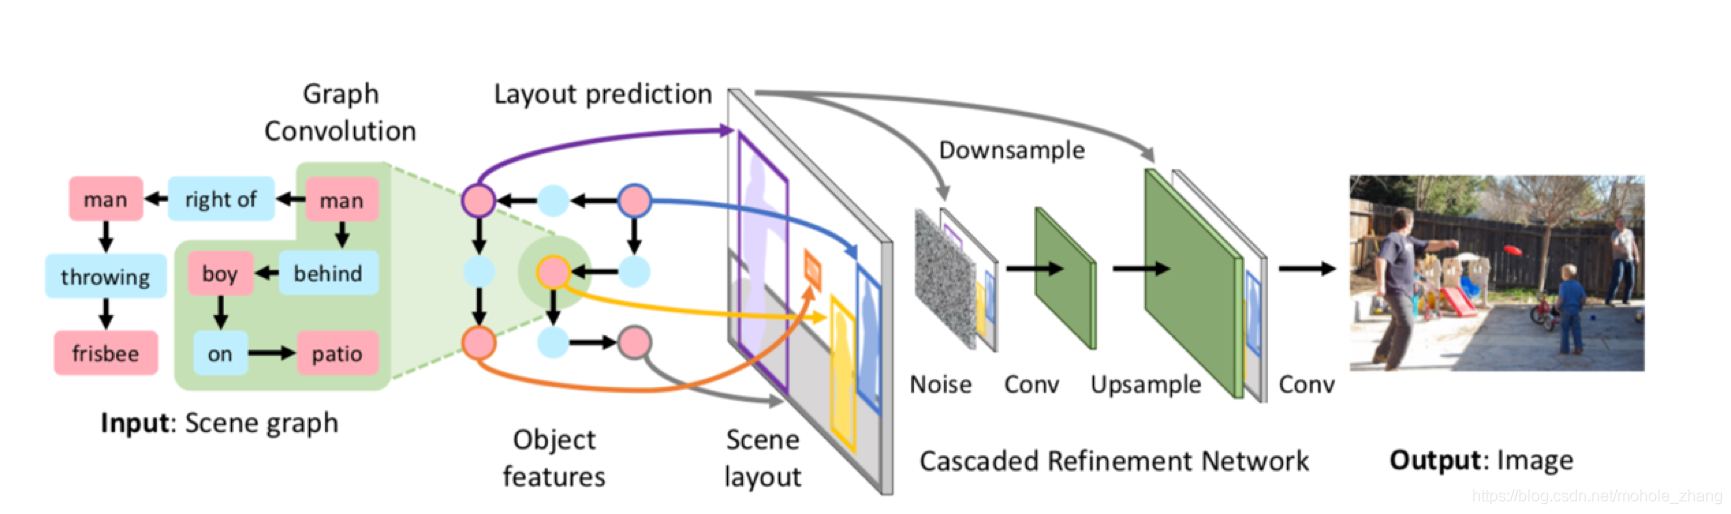 Graph
Convolution
Layout prediction
Downsample
man
right of
man
throwing
boy
behind
frisbee
on
patio
Input: Scene graph
Object
features
Scene
layout
Noise
Conv
Upsample
Conv
Cascaded Refinement Network
Output: Image
https://blog.csdn.net/mohole_zhang